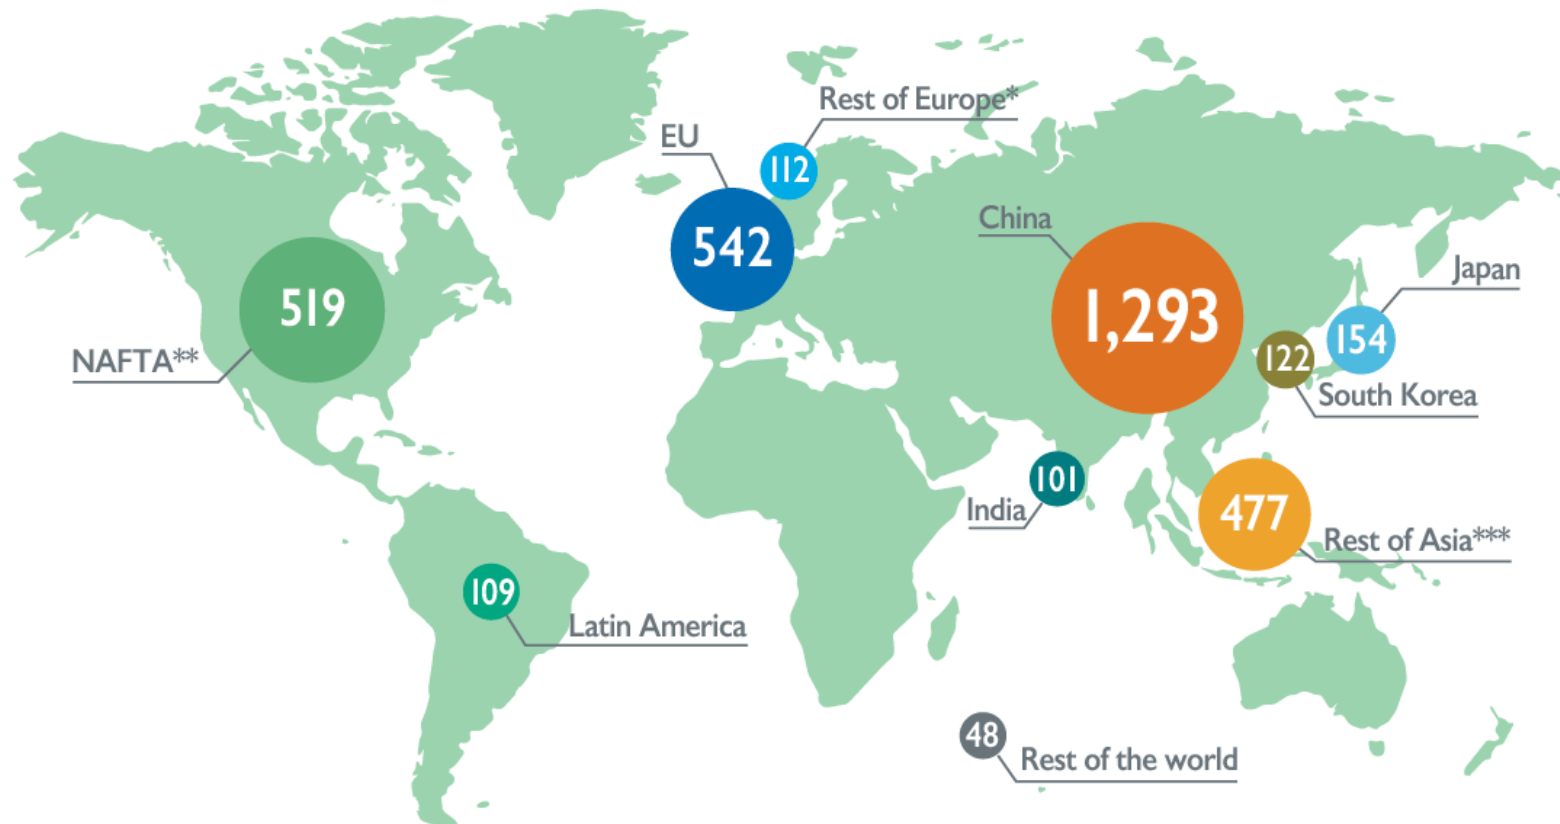 Rest of Europe*
EU
112
542
China
1,293
Japan
154
122
South Korea
519
NAFTA**
101
India
477
Rest of Asia***
109
Latin America
48
Rest of the world